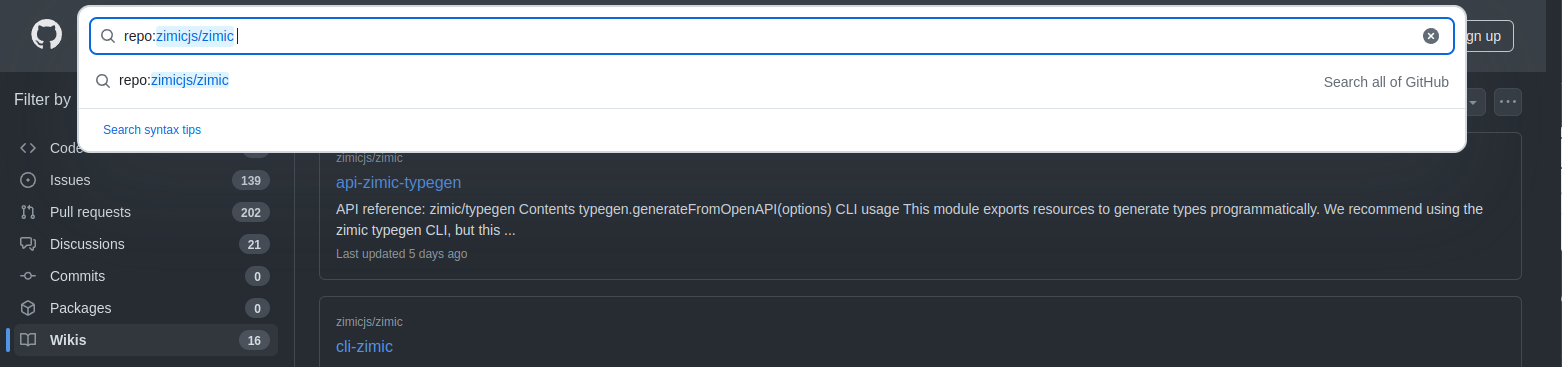 repo:zimicjs/zimic
repo:zimicjs/zimic Search all of GitHub
Search syntax tips
gn up
Filter by
Code
Issues 139
Pull requests 202
Discussions 21
Commits 0
Packages 0
Wikis 16
zimicjs/zimic
api-zimic-typegen
API reference: zimic/typegen Contents typegen.generateFromOpenAPI(options) CLI usage This module exports resources to generate types programmatically. We recommend using the
zimic typegen CLI, but this ...
Last updated 5 days ago
zimicjs/zimic
cli-zimic